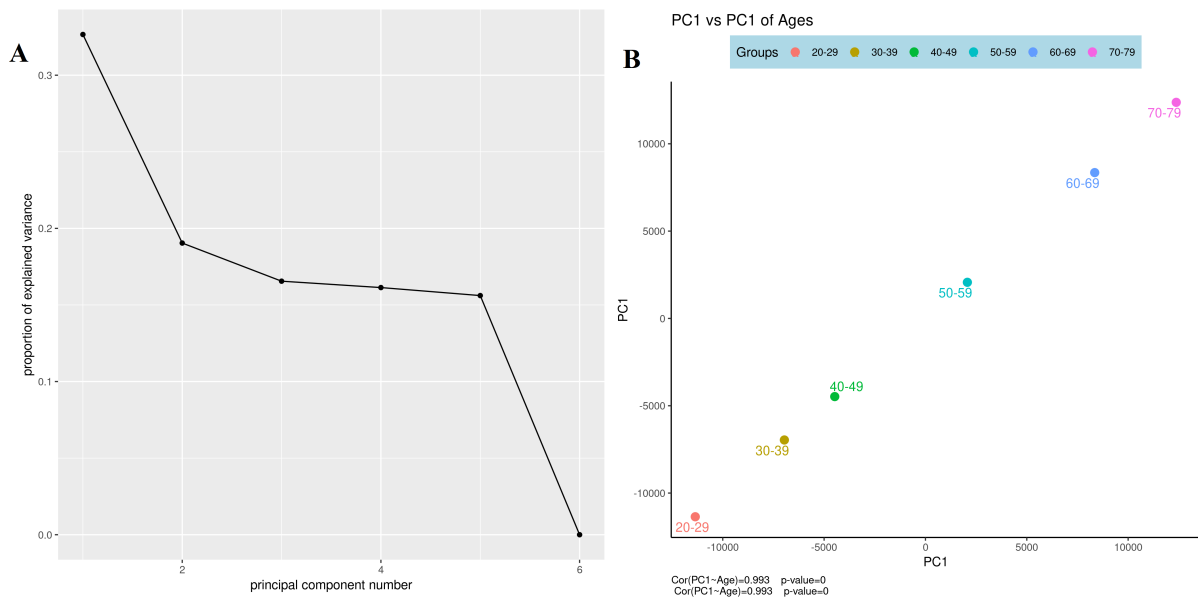 A
0.3
0.2
0.1
0.0
proportion of explained variance
2 4 6
principal component number
B
PC1 vs PC1 of Ages
Groups 20-29 30-39 40-49 50-59 60-69 70-79
10000
5000
0
-5000
-10000
PC1
70-79
60-69
50-59
40-49
30-39
20-29
-10000 -5000 0 5000 10000
PC1
Cor(PC1~Age)=0.993 p-value=0
Cor(PC1~Age)=0.993 p-value=0